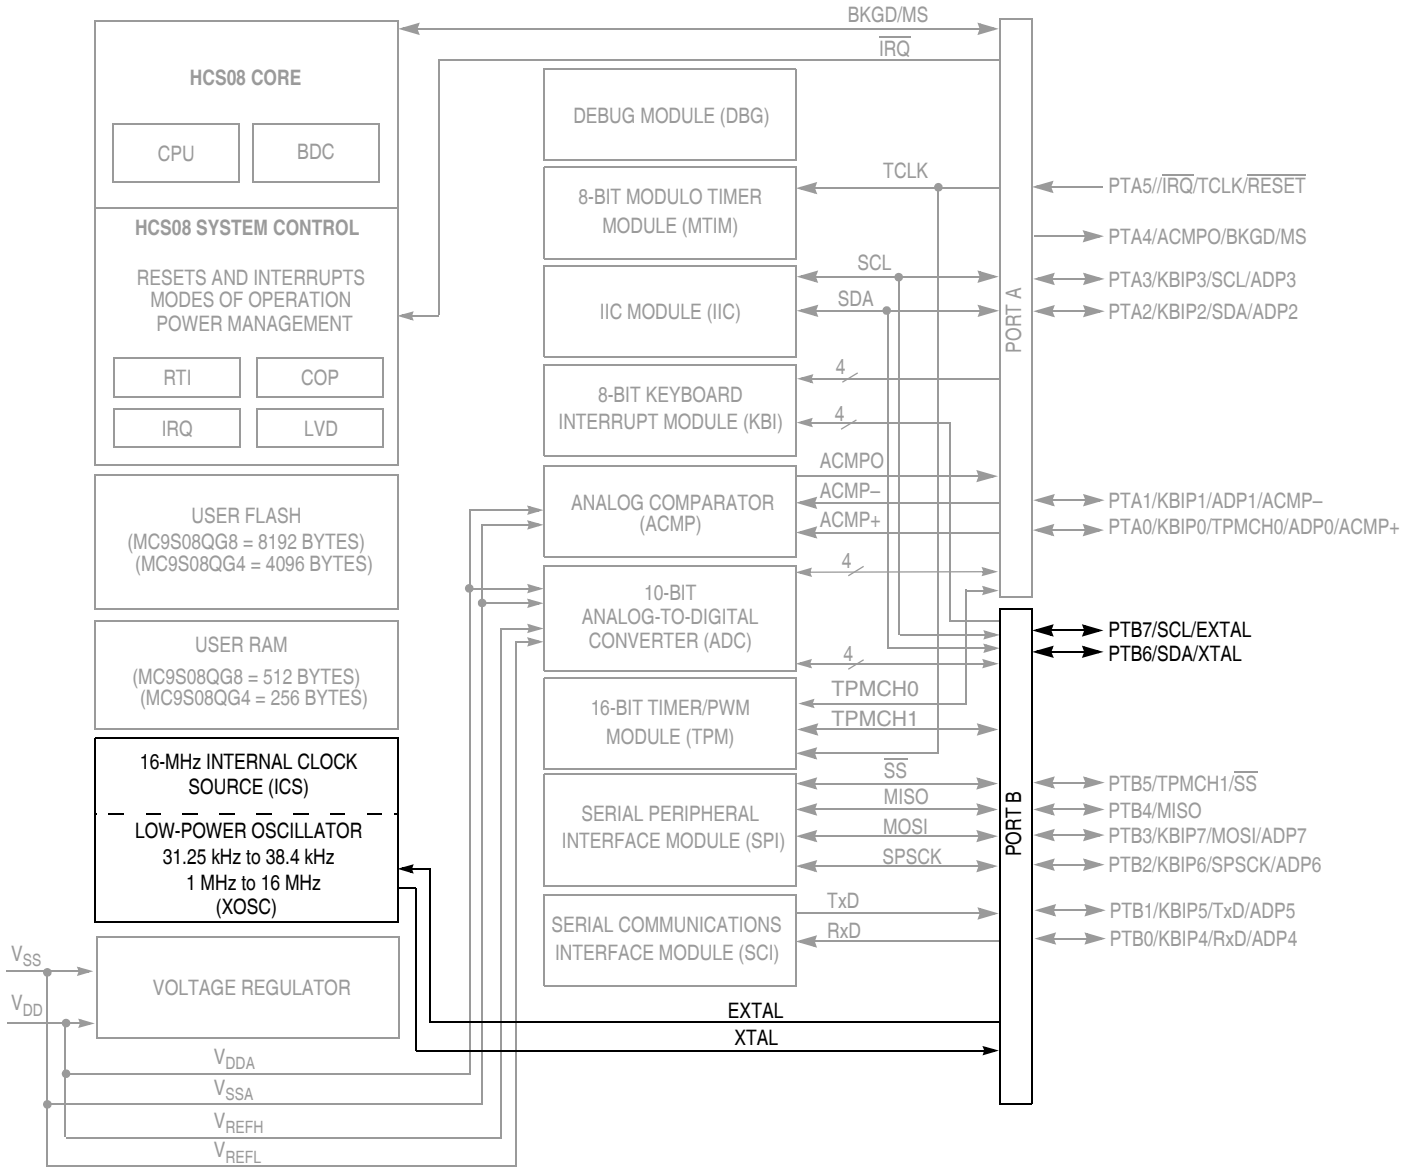 BKGD/MS
IRQ
HCS08 CORE
CPU
BDC
HCS08 SYSTEM CONTROL
RESETS AND INTERRUPTS
MODES OF OPERATION
POWER MANAGEMENT
RTI
COP
IRQ
LVD
USER FLASH
(MC9S08QG8 = 8192 BYTES)
(MC9S08QG4 = 4096 BYTES)
USER RAM
(MC9S08QG8 = 512 BYTES)
(MC9S08QG4 = 256 BYTES)
16-MHz INTERNAL CLOCK
SOURCE (ICS)
LOW-POWER OSCILLATOR
31.25 kHz to 38.4 kHz
1 MHz to 16 MHz
(XOSC)
VSS
VDD
VOLTAGE REGULATOR
VDDA
VSSA
VREFH
VREFL
DEBUG MODULE (DBG)
8-BIT MODULO TIMER
MODULE (MTIM)
TCLK
IIC MODULE (IIC)
SCL
SDA
8-BIT KEYBOARD
INTERRUPT MODULE (KBI)
4
4
ANALOG COMPARATOR
(ACMP)
ACMPO
ACMP–
ACMP+
10-BIT
ANALOG-TO-DIGITAL
CONVERTER (ADC)
4
4
16-BIT TIMER/PWM
MODULE (TPM)
TPMCH0
TPMCH1
SERIAL PERIPHERAL
INTERFACE MODULE (SPI)
SS
MISO
MOSI
SPSCK
SERIAL COMMUNICATIONS
INTERFACE MODULE (SCI)
TxD
RxD
EXTAL
XTAL
PORT A
PORT B
PTA5//IRQ/TCLK/RESET
PTA4/ACMPO/BKGD/MS
PTA3/KBIP3/SCL/ADP3
PTA2/KBIP2/SDA/ADP2
PTA1/KBIP1/ADP1/ACMP–
PTA0/KBIP0/TPMCH0/ADP0/ACMP+
PTB7/SCL/EXTAL
PTB6/SDA/XTAL
PTB5/TPMCH1/SS
PTB4/MISO
PTB3/KBIP7/MOSI/ADP7
PTB2/KBIP6/SPSCK/ADP6
PTB1/KBIP5/TxD/ADP5
PTB0/KBIP4/RxD/ADP4